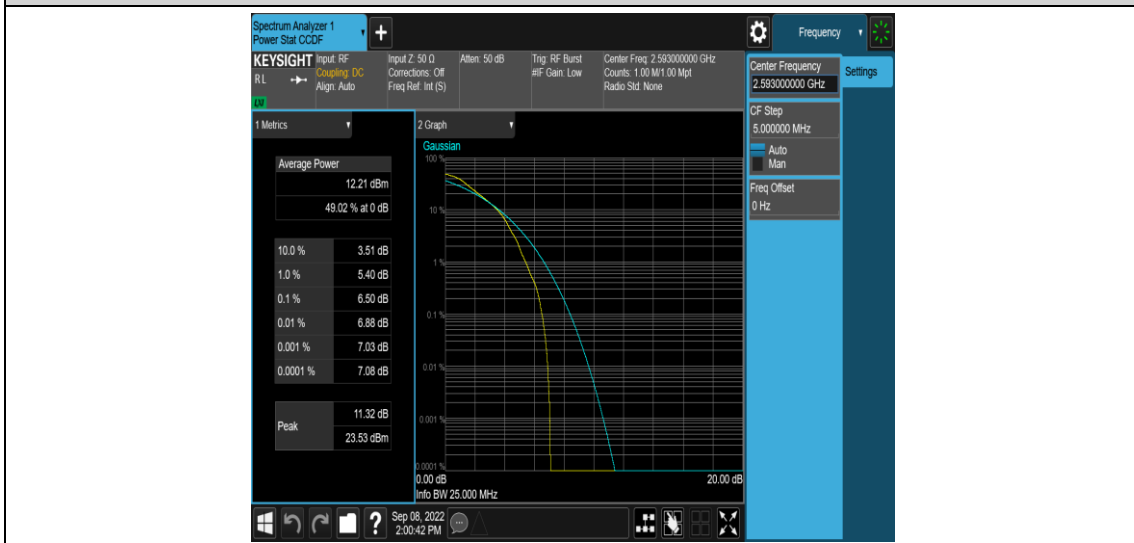 Spectrum Analyzer 1
Power Stat CCDF
+
Frequency
KEYSIGHT
RL
LNI
Input: RF
Coupling: DC
Align: Auto
Input Z: 50 Ω
Corrections: Off
Freq Ref: Int (S)
Atten: 50 dB
Trig: RF Burst
#IF Gain: Low
Center Freq: 2.593000000 GHz
Counts: 1.00 M/1.00 Mpt
Radio Std: None
Center Frequency
2.593000000 GHz
Settings
CF Step
5.000000 MHz
Auto
Man
Freq Offset
0 Hz
1 Metrics
Average Power
12.21 dBm
49.02 % at 0 dB
10.0 % 3.51 dB
1.0 % 5.40 dB
0.1 % 6.50 dB
0.01 % 6.88 dB
0.001 % 7.03 dB
0.0001 % 7.08 dB
Peak
11.32 dB
23.53 dBm
2 Graph
Gaussian
100 %
10 %
1 %
0.1 %
0.01 %
0.001 %
0.0001 %
0.00 dB 20.00 dB
Info BW 25.000 MHz
?
Sep 08, 2022
2:00:42 PM